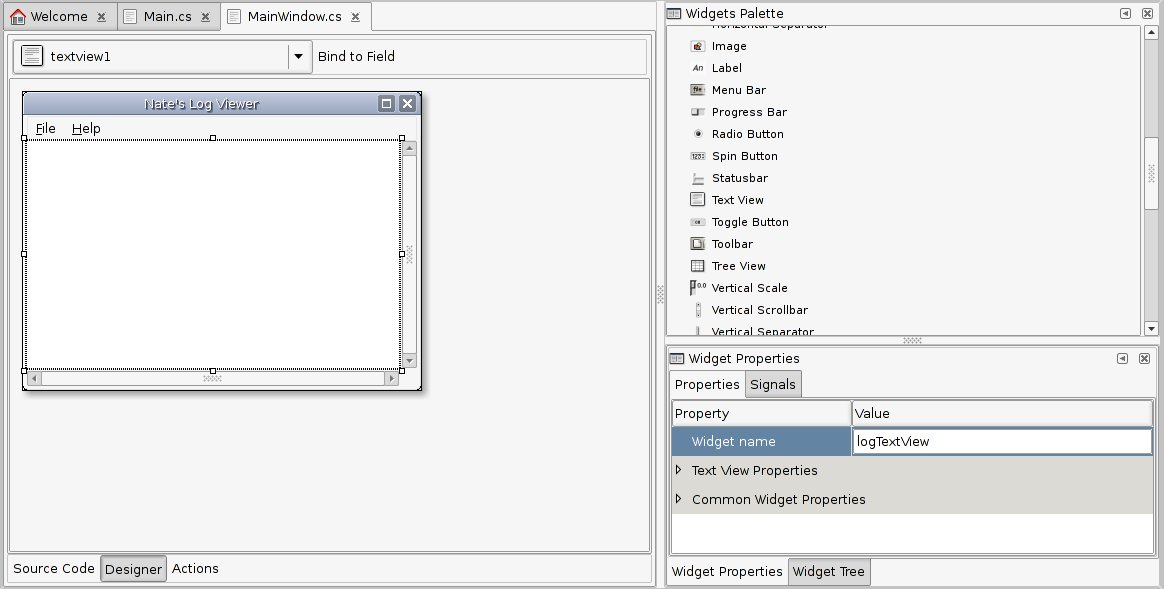 Welcome
Main.cs
MainWindow.cs
textview1
Bind to Field
Nate's Log Viewer
File
Help
Source Code
Designer
Actions
Widgets Palette
Horizontal Separator
Image
Label
Menu Bar
Progress Bar
Radio Button
Spin Button
Statusbar
Text View
Toggle Button
Toolbar
Tree View
Vertical Scale
Vertical Scrollbar
Vertical Separator
Widget Properties
Properties
Signals
Property
Value
Widget name
logTextView
Text View Properties
Common Widget Properties
Widget Properties
Widget Tree